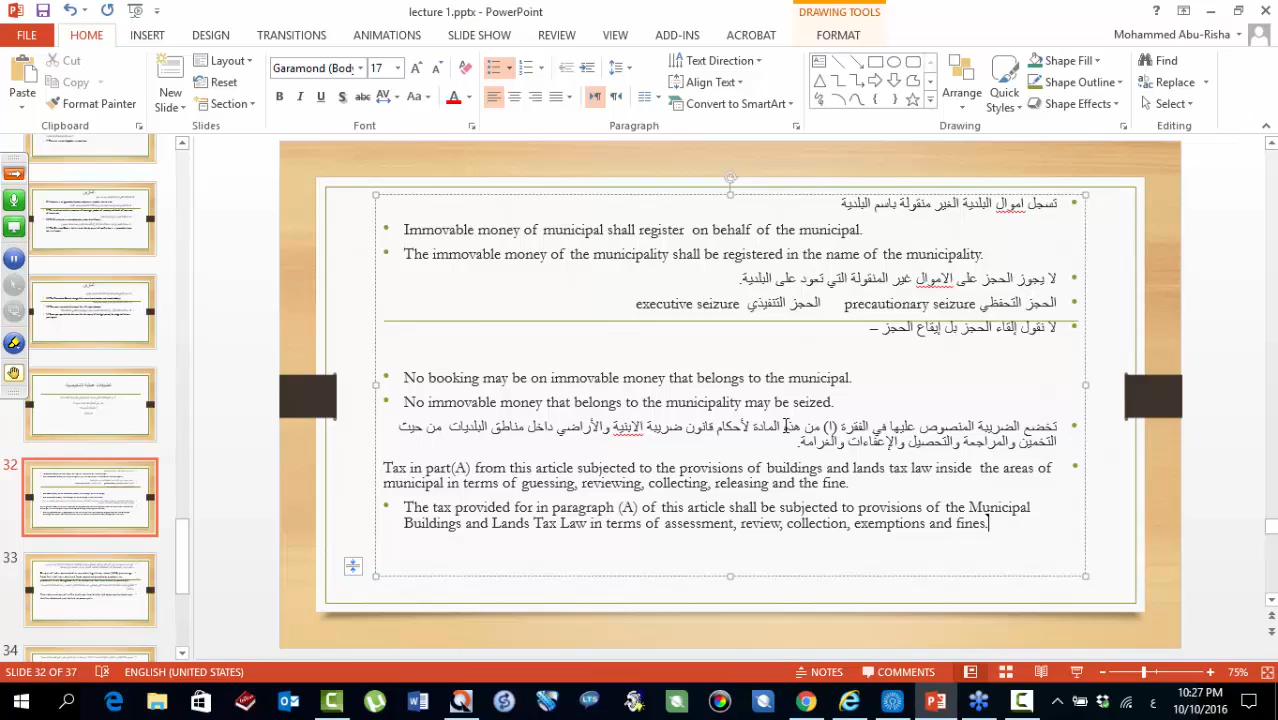 lecture 1.pptx - PowerPoint
DRAWING TOOLS
FILE HOME INSERT DESIGN TRANSITIONS ANIMATIONS SLIDE SHOW REVIEW VIEW ADD-INS ACROBAT FORMAT
Mohammed Abu-Risha
Paste
Cut
Copy
Format Painter
Clipboard
New Slide
Layout
Reset
Section
Slides
Garamond (Body 17
Font
Text Direction
Align Text
Convert to SmartArt
Paragraph
Arrange
Quick Styles
Shape Fill
Shape Outline
Shape Effects
Drawing
Find
Replace
Select
Editing
تسجل اموال البلدية الغير منقولة باسم البلدية
Immovable money of municipal shall register on behalf of the municipal.
The immovable money of the municipality shall be registered in the name of the municipality.
لا يجوز الحجز على الاموال غير المنقولة التي تعود على البلدية.
الحجز التحفظي precautionary seizure الحجز التنفيذي executive seizure
لا نقول إلقاء الحجز بل إيقاع الحجز –
No booking may be on immovable money that belongs to the municipal.
No immovable money that belongs to the municipality may be seized.
تخضع الضريبة المنصوص عليها في الفقرة (ا) من هذه المادة لأحكام قانون ضريبة الابنية والأراضي داخل مناطق البلديات من حيث
التخمين والمراجعة والتحصيل والإعفاءات والغرامة.
Tax in part(A) from this article subjected to the provisions of buildings and lands tax law inside the areas of
municipal in terms of guessing, reviewing, collecting, releasing and the fine.
The tax provided for in paragraph (A) of this article shall be subjected to provisions of the Municipal
Buildings and Lands Tax Law in terms of assessment, review, collection, exemptions and fines.
32
33
34
SLIDE 32 OF 37 ENGLISH (UNITED STATES) NOTES COMMENTS 75%
LTS
ع
10:27 PM
10/10/2016